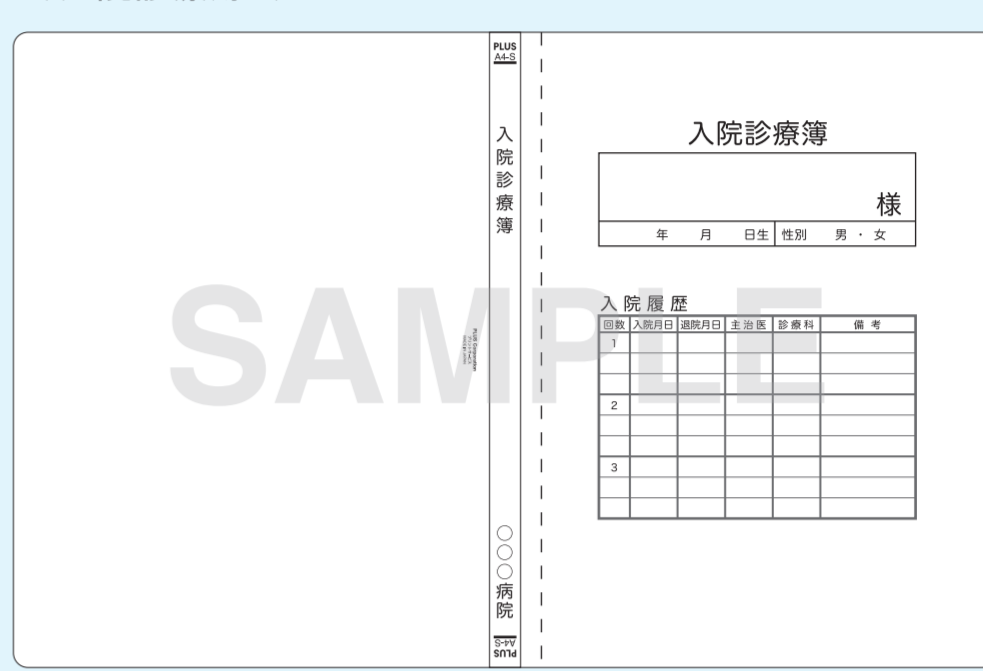 PLUS
A4-S
入院診療簿
○○○病院
A4-S
PLUS
PLUS Corporation
入院診療簿
様
年 月 日生 性別 男 ・ 女
入院履歴
回数 入院月日 退院月日 主治医 診療科 備考
1
2
3
SAMPLE